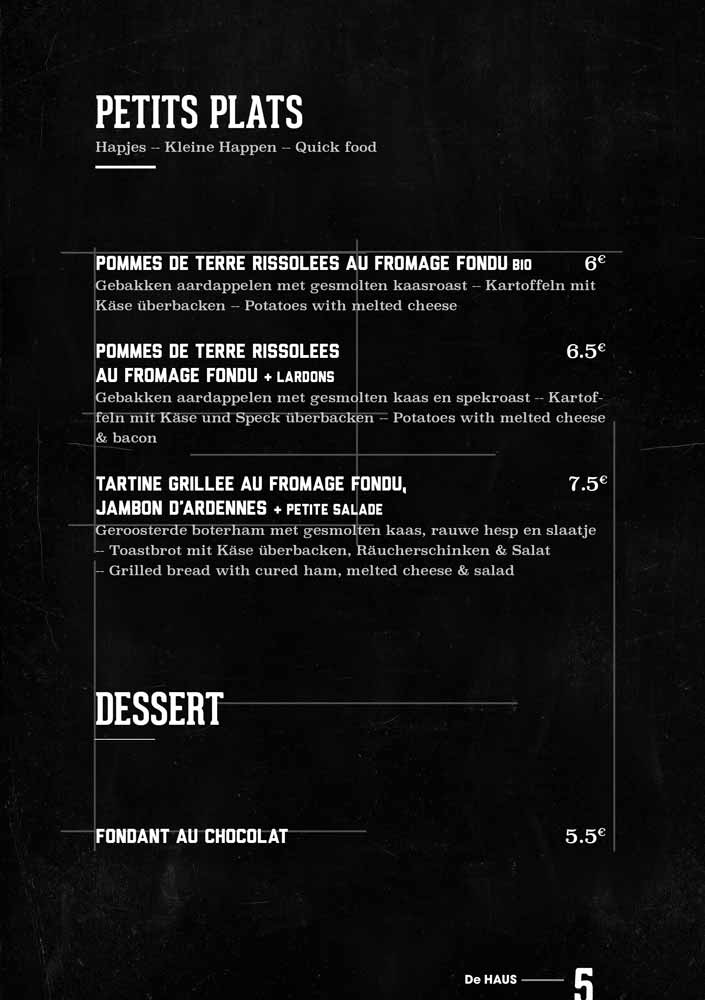 PETITS PLATS
Hapjes -- Kleine Happen -- Quick food
POMMES DE TERRE RISSOLEES AU FROMAGE FONDU BIO 6€
Gebakken aardappelen met gesmolten kaasroast -- Kartoffeln mit
Käse überbacken -- Potatoes with melted cheese
POMMES DE TERRE RISSOLEES 6.5€
AU FROMAGE FONDU + LARDONS
Gebakken aardappelen met gesmolten kaas en spekroast -- Kartof-
feln mit Käse und Speck überbacken -- Potatoes with melted cheese
& bacon
TARTINE GRILLEE AU FROMAGE FONDU, 7.5€
JAMBON D'ARDENNES + PETITE SALADE
Geroosterde boterham met gesmolten kaas, rauwe hesp en slaatje
-- Toastbrot mit Käse überbacken, Räucherschinken & Salat
-- Grilled bread with cured ham, melted cheese & salad
DESSERT
FONDANT AU CHOCOLAT 5.5€
De HAUS 5